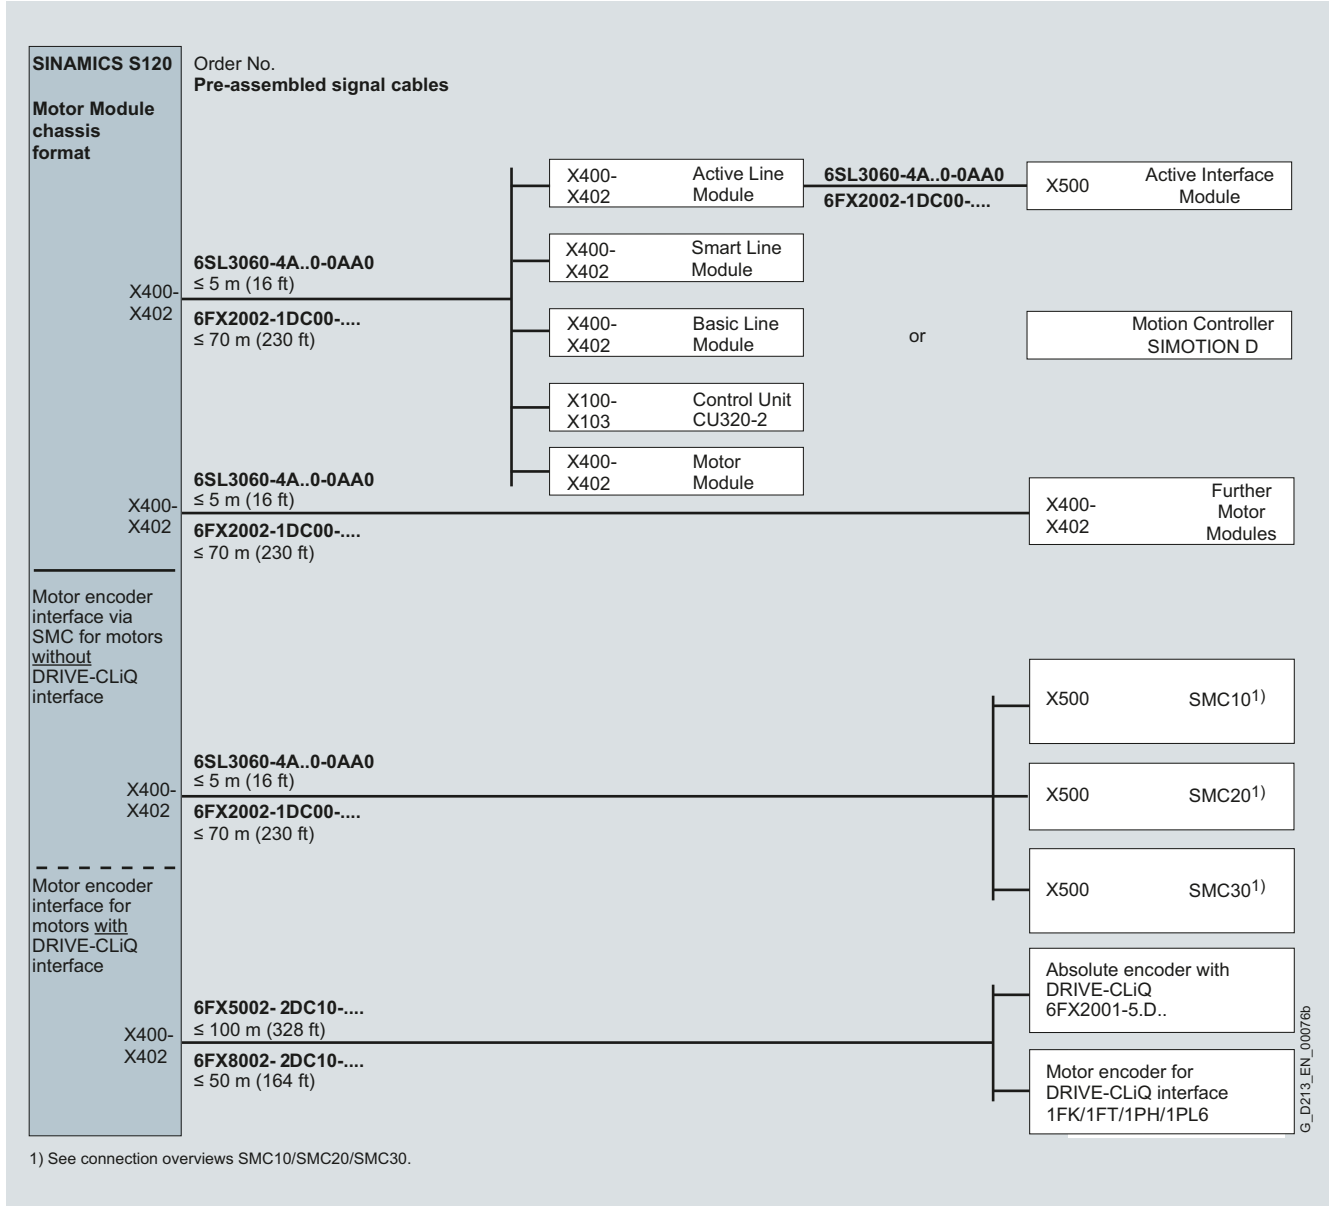 SINAMICS S120
Order No.
Pre-assembled signal cables
Motor Module
chassis
format
X400-
X402
Active Line
Module
6SL3060-4A..0-0AA0
6FX2002-1DC00-....
X500
Active Interface
Module
X400-
X402
Smart Line
Module
6SL3060-4A..0-0AA0
≤ 5 m (16 ft)
X400-
X402
6FX2002-1DC00-....
≤ 70 m (230 ft)
X400-
X402
Basic Line
Module
or
Motion Controller
SIMOTION D
X100-
X103
Control Unit
CU320-2
X400-
X402
Motor
Module
6SL3060-4A..0-0AA0
≤ 5 m (16 ft)
X400-
X402
6FX2002-1DC00-....
≤ 70 m (230 ft)
X400-
X402
Further
Motor
Modules
Motor encoder
interface via
SMC for motors
without
DRIVE-CLiQ
interface
X500 SMC10¹⁾
6SL3060-4A..0-0AA0
≤ 5 m (16 ft)
X400-
X402
6FX2002-1DC00-....
≤ 70 m (230 ft)
X500 SMC20¹⁾
X500 SMC30¹⁾
Motor encoder
interface for
motors with
DRIVE-CLiQ
interface
Absolute encoder with
DRIVE-CLiQ
6FX2001-5.D..
6FX5002- 2DC10-....
≤ 100 m (328 ft)
X400-
X402
6FX8002- 2DC10-....
≤ 50 m (164 ft)
Motor encoder for
DRIVE-CLiQ interface
1FK/1FT/1PH/1PL6
G_D213_EN_00076b
1) See connection overviews SMC10/SMC20/SMC30.